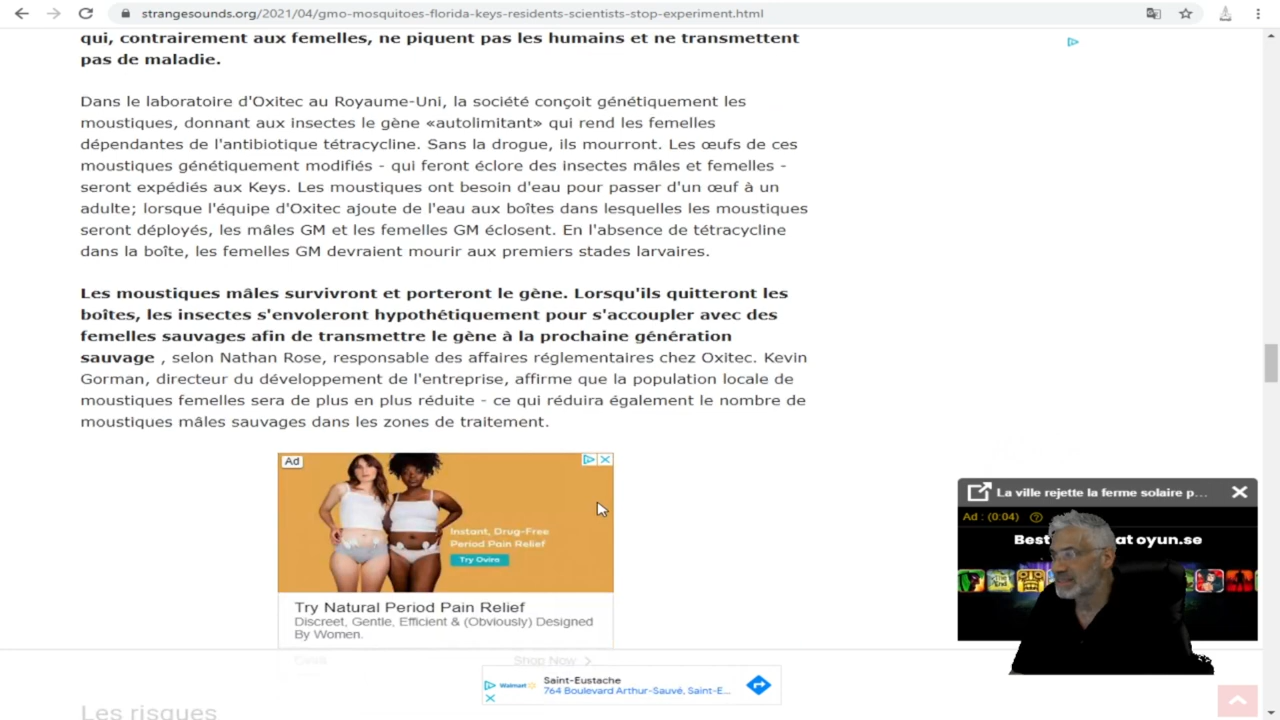 strangesounds.org/2021/04/gmo-mosquitoes-florida-keys-residents-scientists-stop-experiment.html
qui, contrairement aux femelles, ne piquent pas les humains et ne transmettent
pas de maladie.
Dans le laboratoire d'Oxitec au Royaume-Uni, la société conçoit génétiquement les
moustiques, donnant aux insectes le gène «autolimitant» qui rend les femelles
dépendantes de l'antibiotique tétracycline. Sans la drogue, ils mourront. Les œufs de ces
moustiques génétiquement modifiés - qui feront éclore des insectes mâles et femelles -
seront expédiés aux Keys. Les moustiques ont besoin d'eau pour passer d'un œuf à un
adulte; lorsque l'équipe d'Oxitec ajoute de l'eau aux boîtes dans lesquelles les moustiques
seront déployés, les mâles GM et les femelles GM éclosent. En l'absence de tétracycline
dans la boîte, les femelles GM devraient mourir aux premiers stades larvaires.
Les moustiques mâles survivront et porteront le gène. Lorsqu'ils quitteront les
boîtes, les insectes s'envoleront hypothétiquement pour s'accoupler avec des
femelles sauvages afin de transmettre le gène à la prochaine génération
sauvage , selon Nathan Rose, responsable des affaires réglementaires chez Oxitec. Kevin
Gorman, directeur du développement de l'entreprise, affirme que la population locale de
moustiques femelles sera de plus en plus réduite - ce qui réduira également le nombre de
moustiques mâles sauvages dans les zones de traitement.
Ad
Instant, Drug-Free
Period Pain Relief
Try Ovira
Try Natural Period Pain Relief
Discreet, Gentle, Efficient & (Obviously) Designed
By Women.
Shop Now
La ville rejette la ferme solaire p...
Ad : (0:04)
Best at oyun.se
Walmart
Saint-Eustache
764 Boulevard Arthur-Sauvé, Saint-E...
Les risques